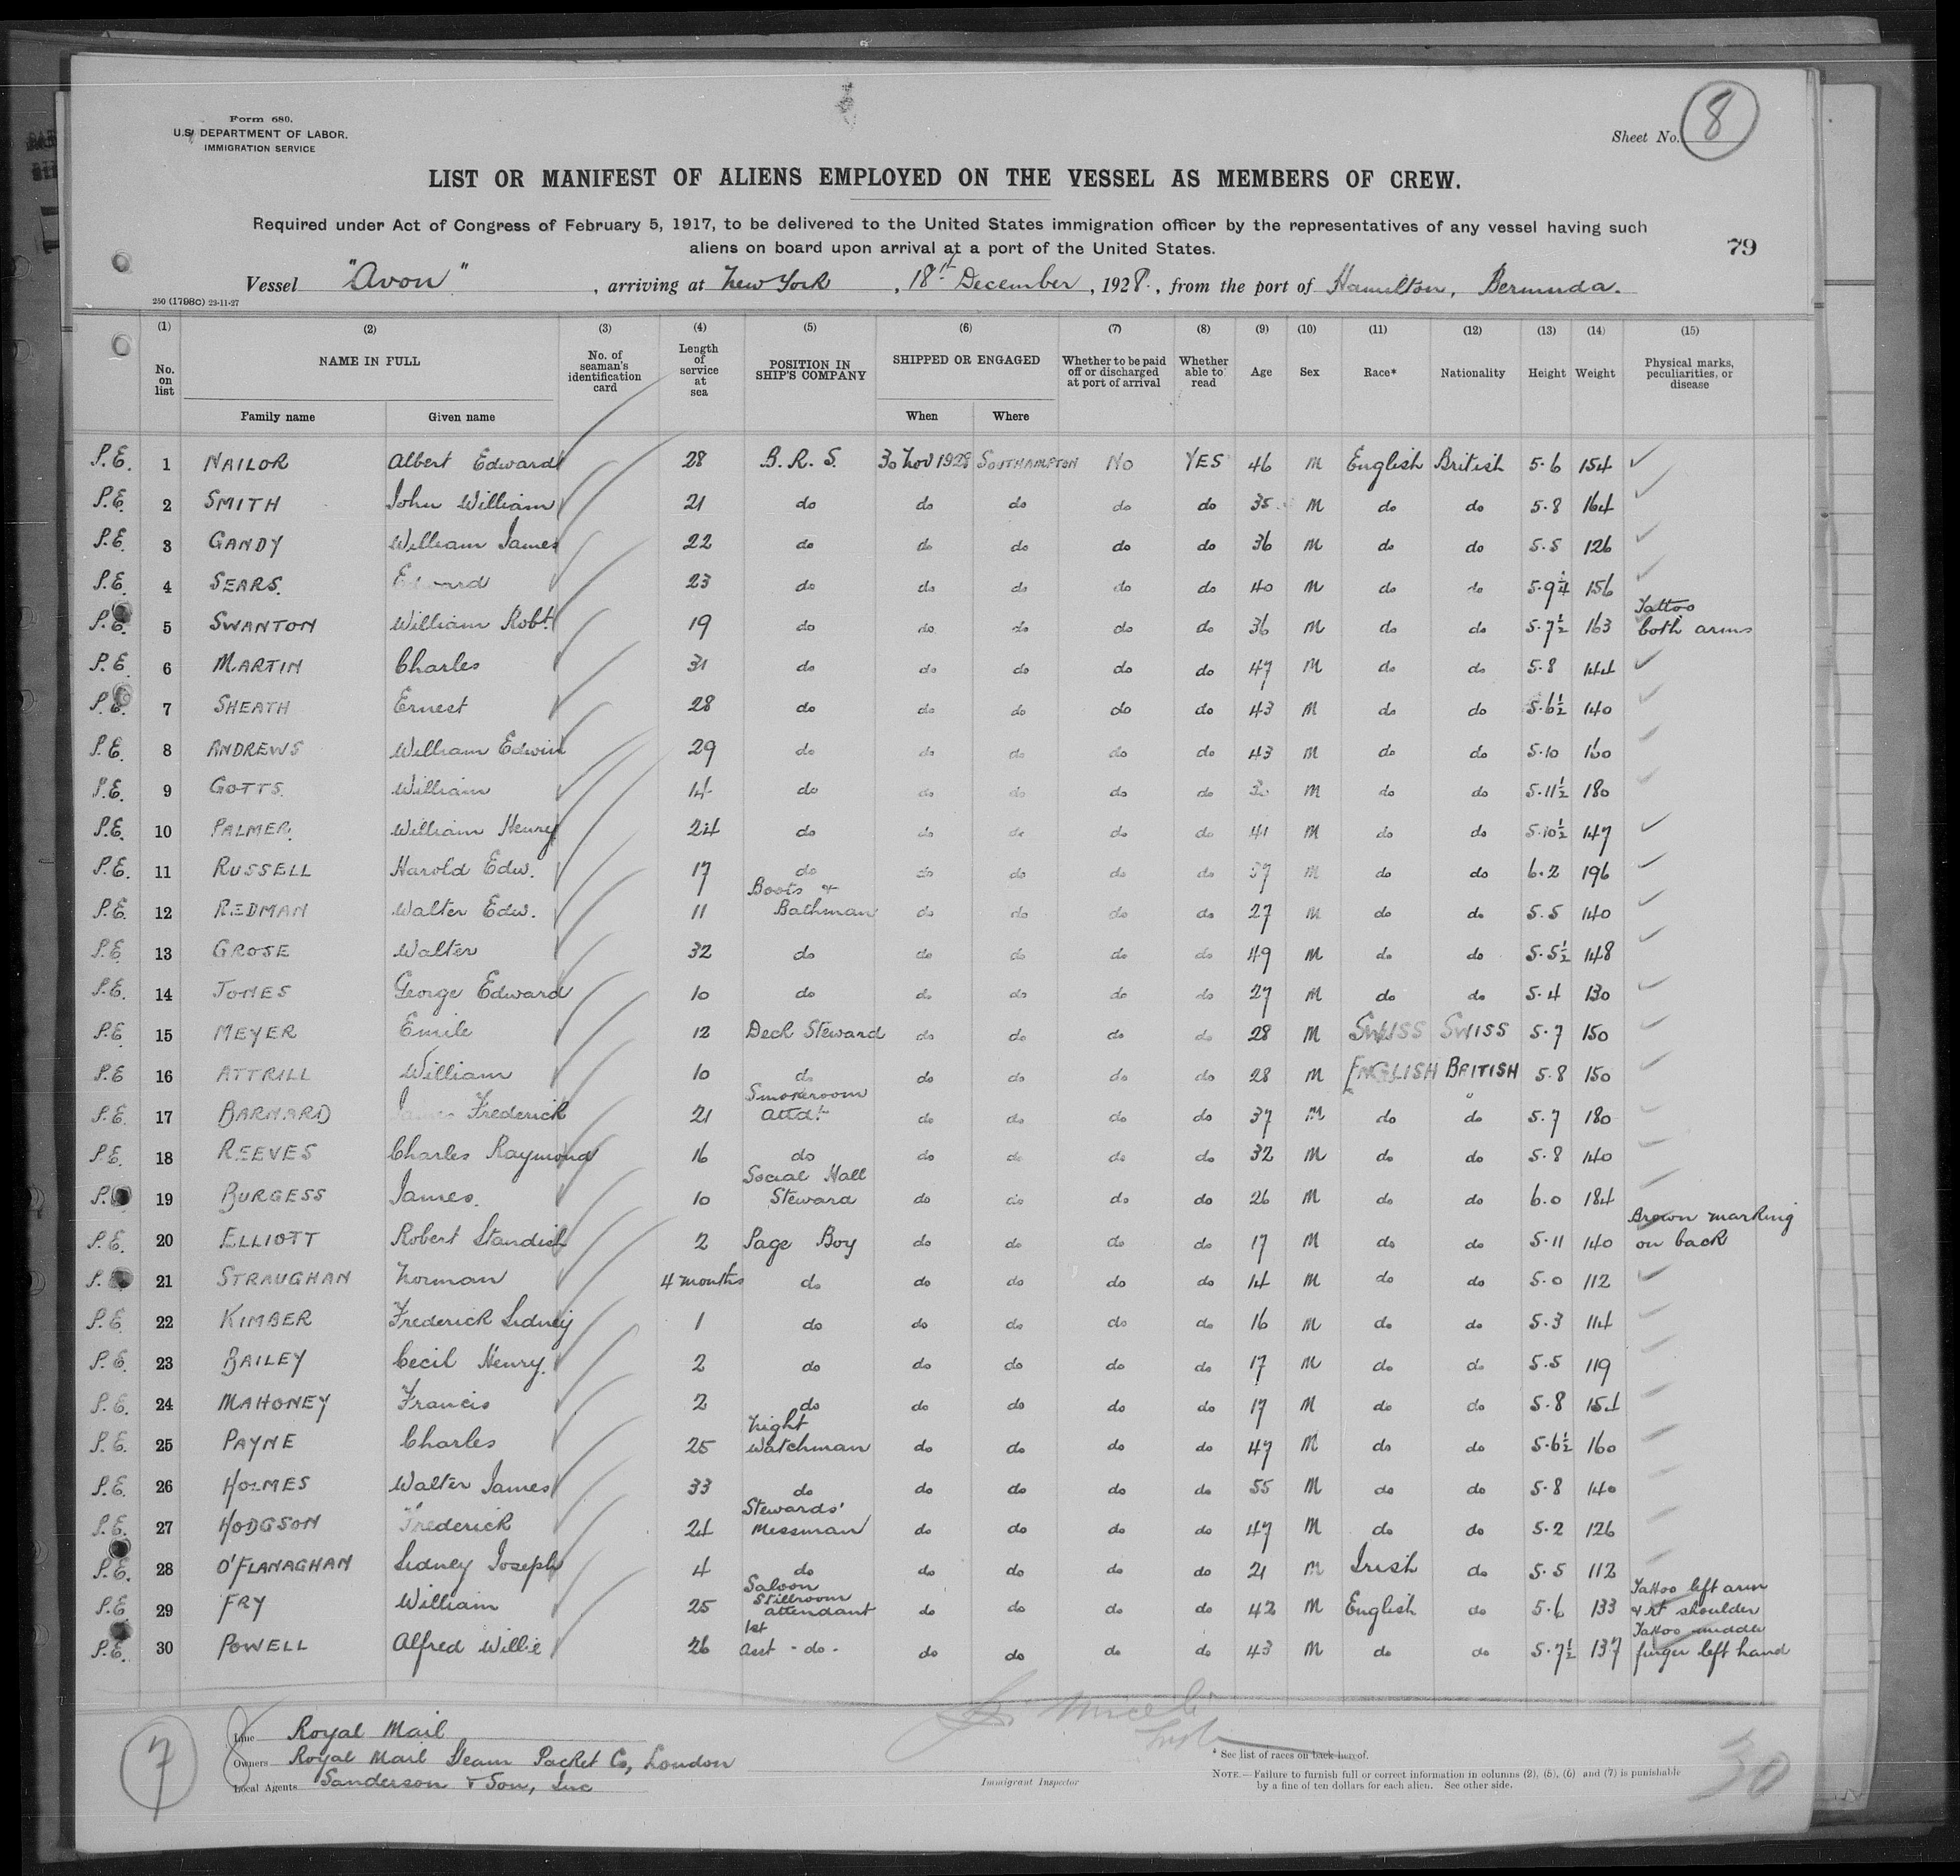 Form 680.
U.S. DEPARTMENT OF LABOR.
IMMIGRATION SERVICE
Sheet No. 8
LIST OR MANIFEST OF ALIENS EMPLOYED ON THE VESSEL AS MEMBERS OF CREW.
Required under Act of Congress of February 5, 1917, to be delivered to the United States immigration officer by the representatives of any vessel having such
aliens on board upon arrival at a port of the United States.
79
Vessel "Avon", arriving at New York, 18th December, 1928., from the port of Hamilton, Bermuda.
250 (1798C) 23-11-27
(1) (2) (3) (4) (5) (6) (7) (8) (9) (10) (11) (12) (13) (14) (15)
No. on list NAME IN FULL Family name Given name No. of seaman's identification card Length of service at sea POSITION IN SHIP'S COMPANY SHIPPED OR ENGAGED When Where Whether to be paid off or discharged at port of arrival Whether able to read Age Sex Race* Nationality Height Weight Physical marks, peculiarities, or disease
P.E. 1 NAILOR Albert Edward 28 B.R.S. 30 Nov 1928 SOUTHAMPTON NO YES 46 M English British 5.6 154
P.E. 2 SMITH John William 21 do do do do do 35 M do do 5.8 164
P.E. 3 GANDY William James 22 do do do do do 36 M do do 5.5 126
P.E. 4 SEARS. Edward 23 do do do do do 40 M do do 5.9¼ 156
P.E. 5 SWANTON William Robt. 19 do do do do do 36 M do do 5.7½ 163 Tattoo both arms
P.E 6 MARTIN Charles 31 do do do do do 47 M do do 5.8 144
P.E. 7 SHEATH Ernest 28 do do do do do 43 M do do 5.6½ 140
P.E. 8 ANDREWS William Edwin 29 do do do do do 43 M do do 5.10 160
P.E. 9 GOTTS. William 14 do do do do do M do do 5.11½ 180
P.E. 10 PALMER. William Henry 24 do do do do do 41 M do do 5.10½ 147
P.E. 11 RUSSELL Harold Edw. 17 do do do do do 37 M do do 6.2 196
P.E. 12 REDMAN Walter Edw. 11 Boots & Bathman do do do do 27 M do do 5.5 140
P.E 13 GROSE Walter 32 do do do do do 49 M do do 5.5½ 148
P.E. 14 JONES George Edward 10 do do do do do 27 M do do 5.4 130
P.E 15 MEYER Emile 12 Deck Steward do do do do 28 M SWISS SWISS 5.7 150
P.E 16 ATTRILL William 10 do do do do do 28 M ENGLISH BRITISH 5.8 150
P.E. 17 BARNARD James Frederick 21 Smokeroom Attdt. do do do do 37 M do do 5.7 180
P.E. 18 REEVES Charles Raymond 16 do do do do do 32 M do do 5.8 140
P. 19 BURGESS James. 10 Social Hall Steward do do do do 26 M do do 6.0 184
P.E. 20 ELLIOTT Robert Standish 2 Page Boy do do do do 17 M do do 5.11 140 Brown marking on back
P. 21 STRAUGHAN Norman 4 months do do do do do 14 M do do 5.0 112
P.E. 22 KIMBER Frederick Sidney 1 do do do do do 16 M do do 5.3 114
P.E. 23 BAILEY Cecil Henry. 2 do do do do do 17 M do do 5.5 119
P.E. 24 MAHONEY Francis 2 do do do do do 17 M do do 5.8 154
P.E. 25 PAYNE Charles 25 Night Watchman do do do do 47 M do do 5.6½ 160
P.E. 26 HOLMES Walter James 33 do do do do do 55 M do do 5.8 140
P.E. 27 HODGSON Frederick 24 Stewards' Messman do do do do 47 M do do 5.2 126
P.E. 28 O'FLANAGHAN Sidney Joseph 4 do do do do do 21 M Irish do 5.5 112
P.E 29 FRY William 25 Saloon Stillroom attendant do do do do 42 M English do 5.6 133 Tattoo left arm & rt shoulder
P.E. 30 POWELL Alfred Willie 26 1st Asst - do - do do do do 43 M do do 5.7½ 137 Tattoo middle finger left hand
7
Line Royal Mail
Owners Royal Mail Steam Packet Co, London
Local Agents Sanderson & Son, Inc
Immigrant Inspector
* See list of races on back hereof.
NOTE.—Failure to furnish full or correct information in columns (2), (5), (6) and (7) is punishable
by a fine of ten dollars for each alien. See other side.
30